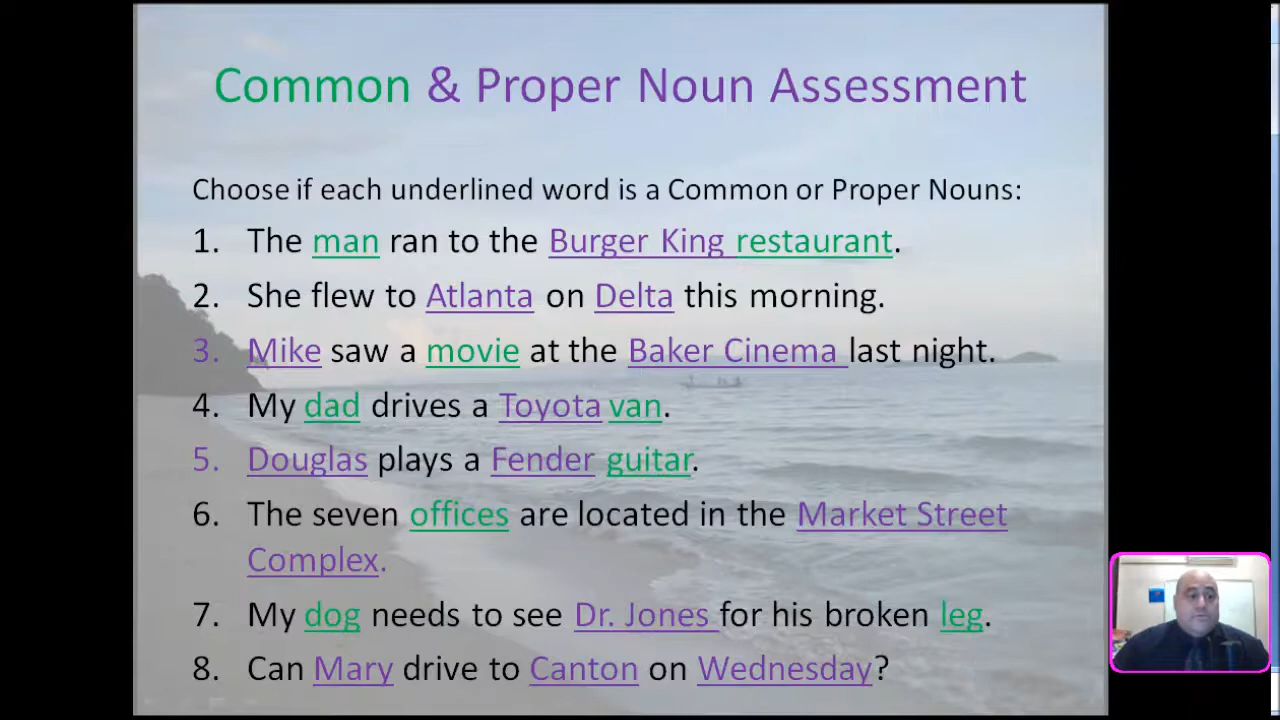 Common & Proper Noun Assessment
Choose if each underlined word is a Common or Proper Nouns:
1. The man ran to the Burger King restaurant.
2. She flew to Atlanta on Delta this morning.
3. Mike saw a movie at the Baker Cinema last night.
4. My dad drives a Toyota van.
5. Douglas plays a Fender guitar.
6. The seven offices are located in the Market Street
Complex.
7. My dog needs to see Dr. Jones for his broken leg.
8. Can Mary drive to Canton on Wednesday?